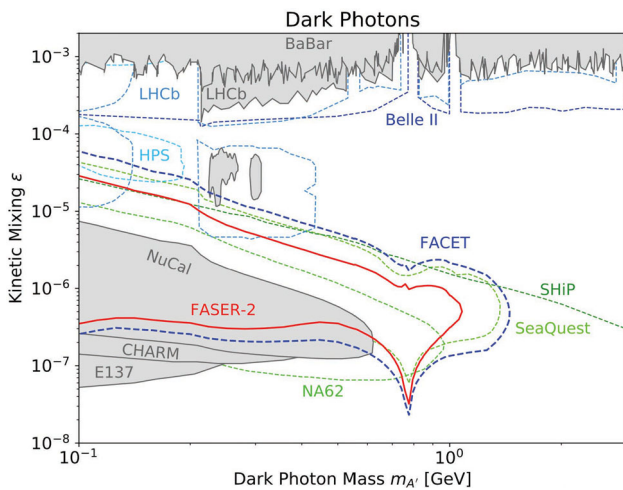 Dark Photons
BaBar
LHCb
LHCb
Belle II
HPS
FACET
NuCal
SHiP
FASER-2
SeaQuest
CHARM
E137
NA62
10⁻³
10⁻⁴
10⁻⁵
10⁻⁶
10⁻⁷
10⁻⁸
Kinetic Mixing ε
10⁻¹
10⁰
Dark Photon Mass m_A′ [GeV]